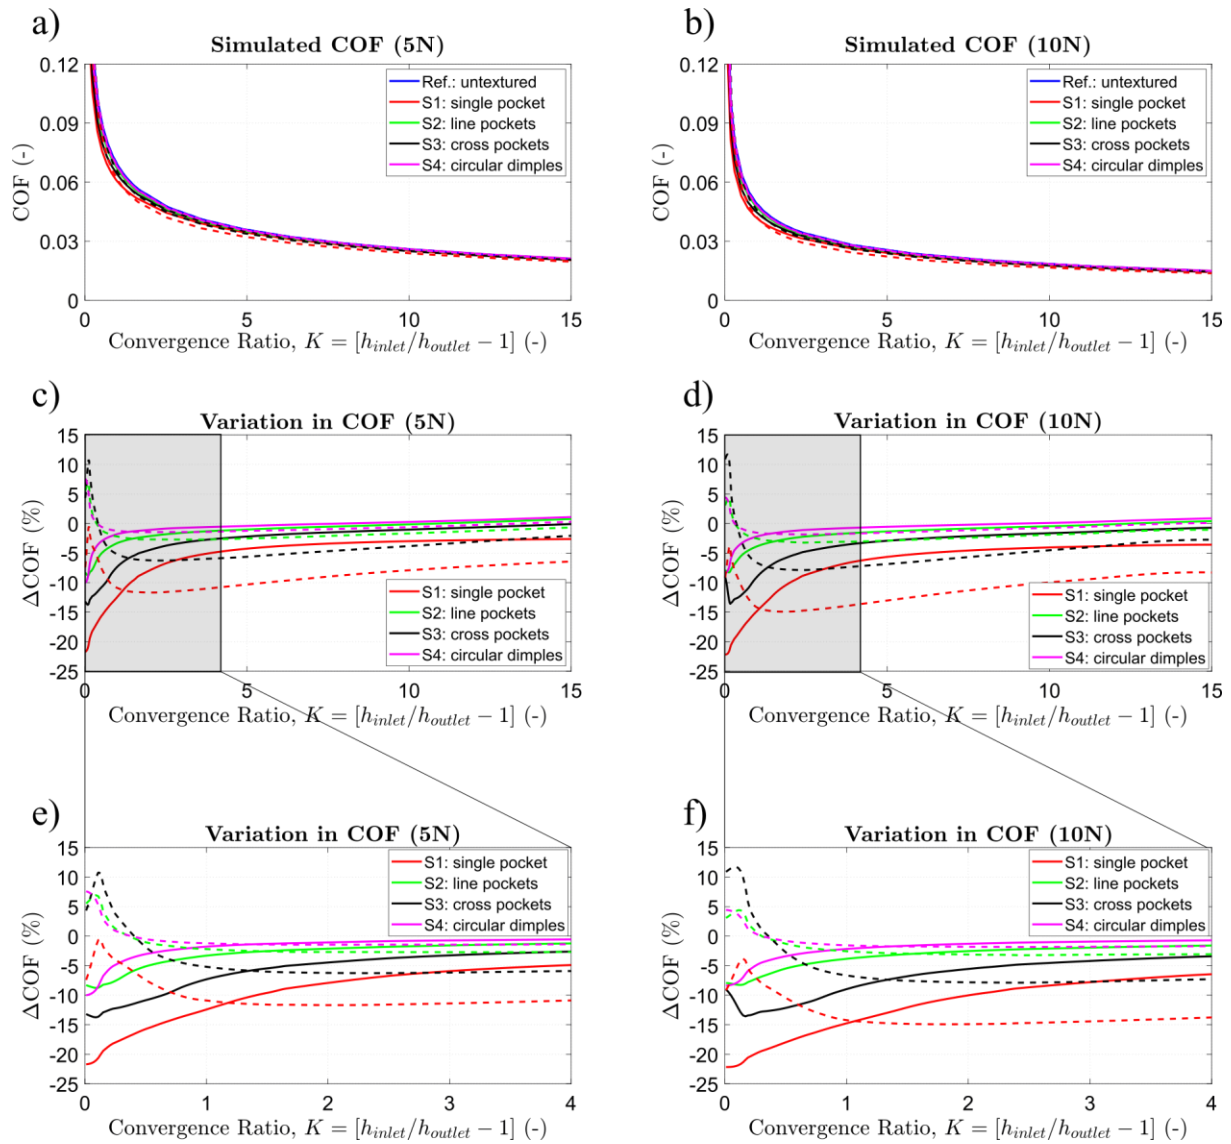 a)
Simulated COF (5N)
COF (-)
0.12
0.09
0.06
0.03
0
Ref.: untextured
S1: single pocket
S2: line pockets
S3: cross pockets
S4: circular dimples
0 5 10 15
Convergence Ratio, K = [h_inlet/h_outlet − 1] (-)
b)
Simulated COF (10N)
COF (-)
0.12
0.09
0.06
0.03
0
Ref.: untextured
S1: single pocket
S2: line pockets
S3: cross pockets
S4: circular dimples
0 5 10 15
Convergence Ratio, K = [h_inlet/h_outlet − 1] (-)
c)
Variation in COF (5N)
ΔCOF (%)
15
10
5
0
-5
-10
-15
-20
-25
S1: single pocket
S2: line pockets
S3: cross pockets
S4: circular dimples
0 5 10 15
Convergence Ratio, K = [h_inlet/h_outlet − 1] (-)
d)
Variation in COF (10N)
ΔCOF (%)
15
10
5
0
-5
-10
-15
-20
-25
S1: single pocket
S2: line pockets
S3: cross pockets
S4: circular dimples
0 5 10 15
Convergence Ratio, K = [h_inlet/h_outlet − 1] (-)
e)
Variation in COF (5N)
ΔCOF (%)
15
10
5
0
-5
-10
-15
-20
-25
S1: single pocket
S2: line pockets
S3: cross pockets
S4: circular dimples
0 1 2 3 4
Convergence Ratio, K = [h_inlet/h_outlet − 1] (-)
f)
Variation in COF (10N)
ΔCOF (%)
15
10
5
0
-5
-10
-15
-20
-25
S1: single pocket
S2: line pockets
S3: cross pockets
S4: circular dimples
0 1 2 3 4
Convergence Ratio, K = [h_inlet/h_outlet − 1] (-)